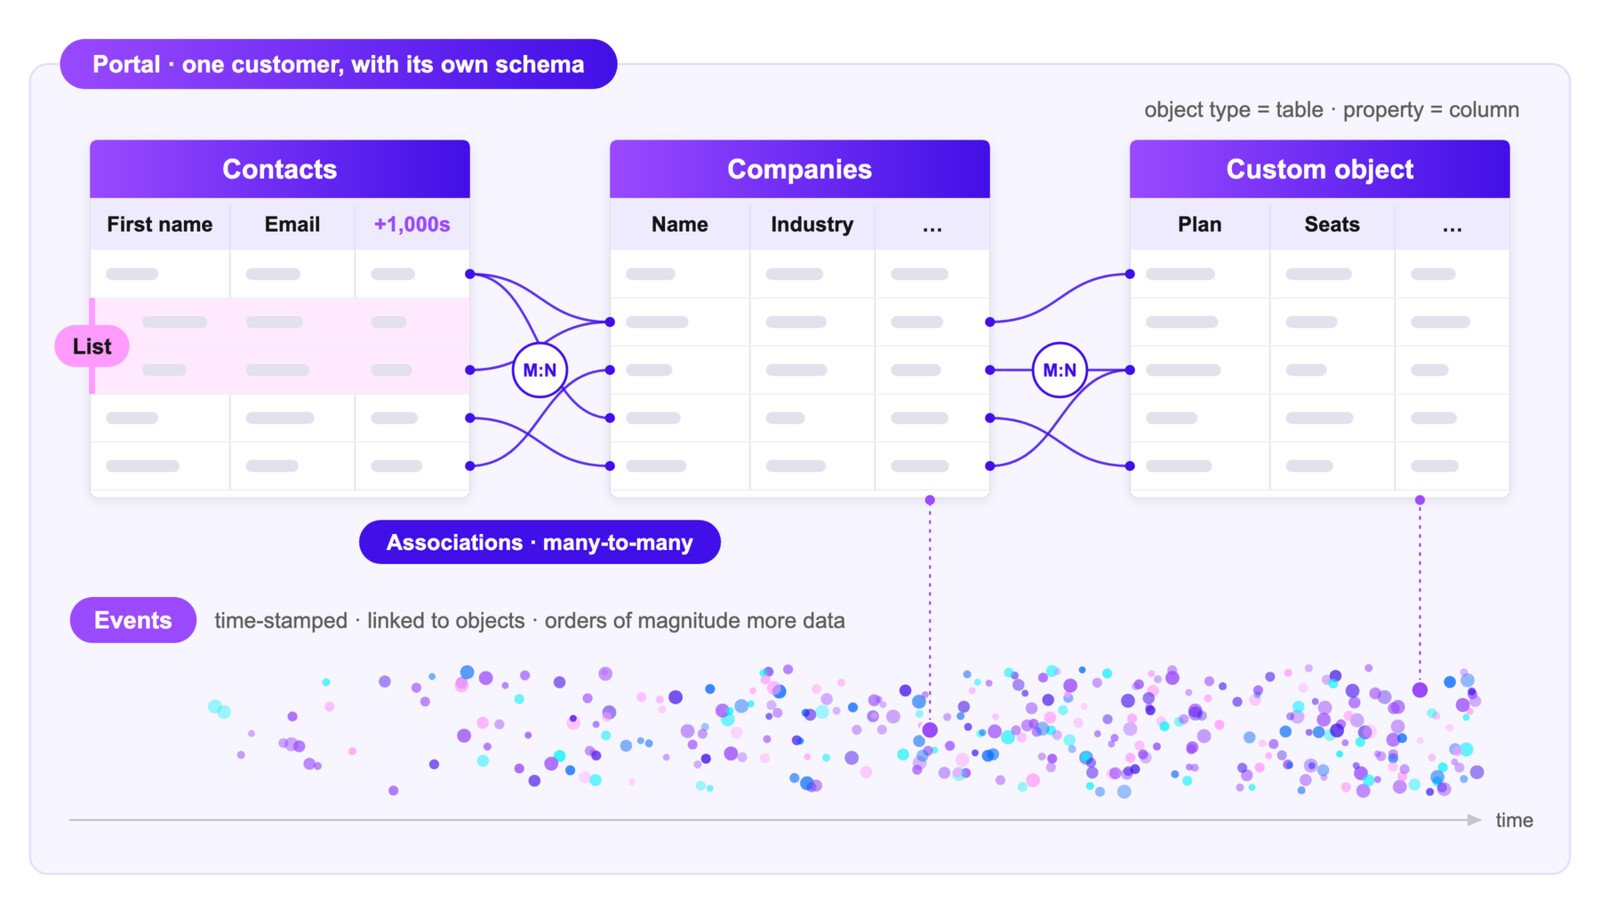 Portal · one customer, with its own schema
object type = table · property = column
Contacts
Companies
Custom object
First name
Email
+1,000s
Name
Industry
...
Plan
Seats
...
List
M:N
M:N
Associations · many-to-many
Events
time-stamped · linked to objects · orders of magnitude more data
time